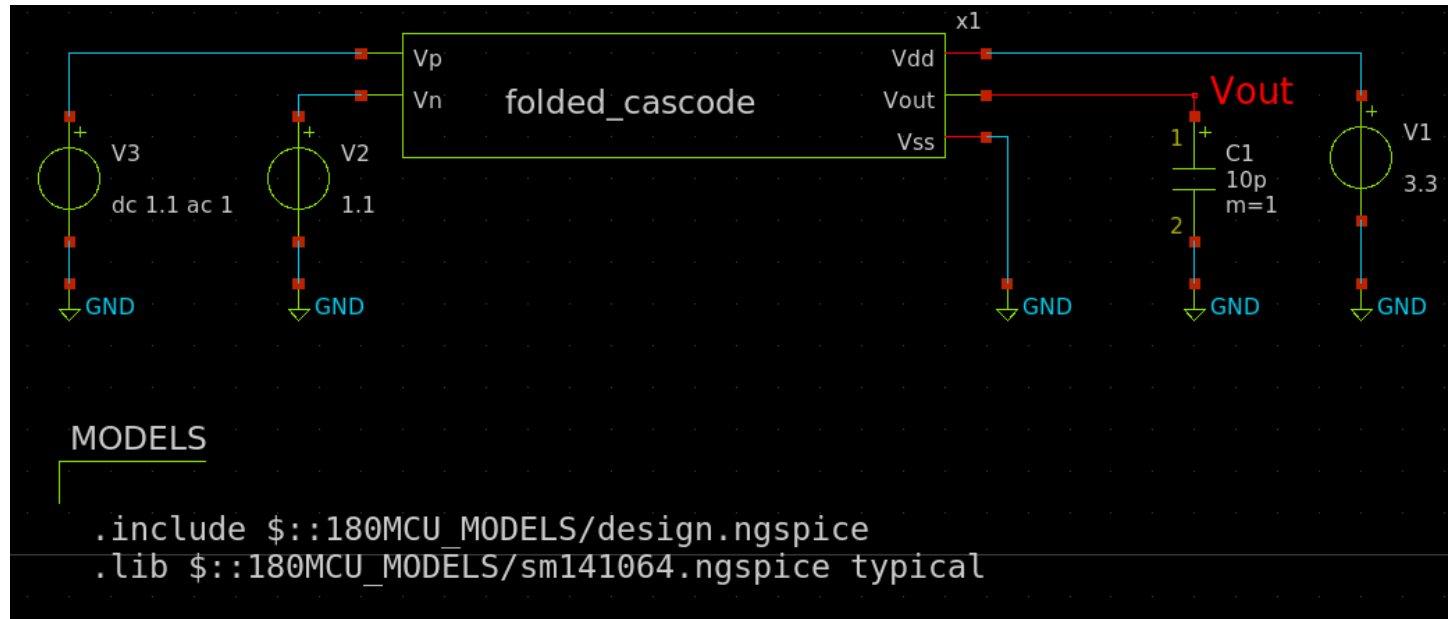 x1
Vp
Vdd
Vn
folded_cascode
Vout
Vout
Vss
V3
dc 1.1 ac 1
V2
1.1
1
+
C1
10p
m=1
2
V1
3.3
+
+
+
GND
GND
GND
GND
GND
MODELS
.include $::180MCU_MODELS/design.ngspice
.lib $::180MCU_MODELS/sm141064.ngspice typical